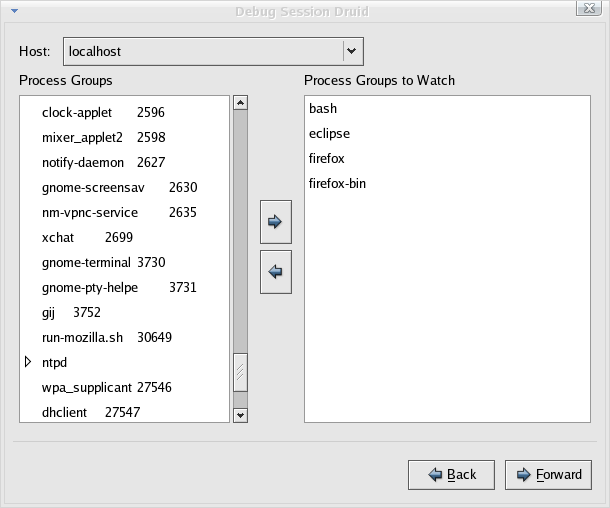 Debug Session Druid
Host: localhost
Process Groups
clock-applet 2596
mixer_applet2 2598
notify-daemon 2627
gnome-screensav 2630
nm-vpnc-service 2635
xchat 2699
gnome-terminal 3730
gnome-pty-helpe 3731
gij 3752
run-mozilla.sh 30649
ntpd
wpa_supplicant 27546
dhclient 27547
Process Groups to Watch
bash
eclipse
firefox
firefox-bin
Back
Forward